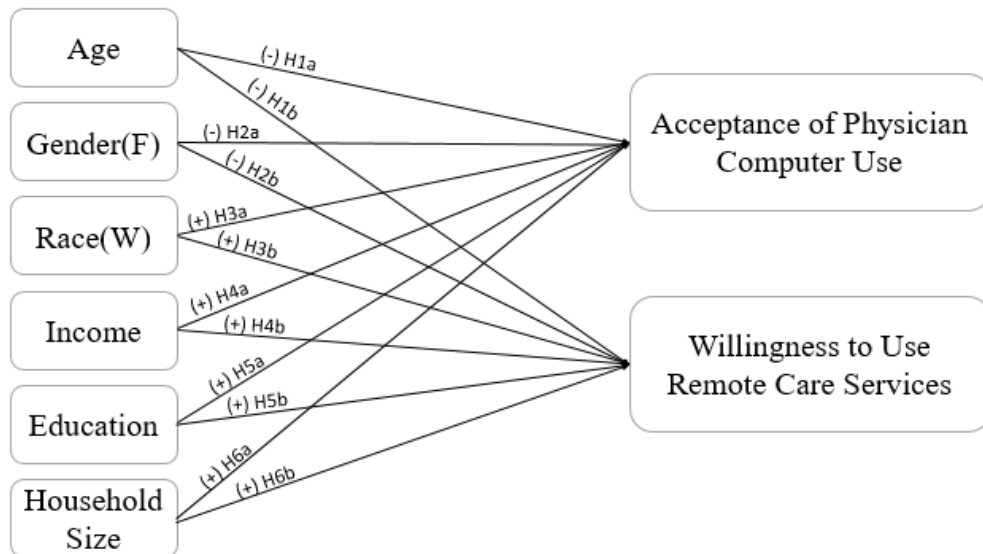 Age
Gender(F)
Race(W)
Income
Education
Household
Size
(-) H1a
(-) H1b
(-) H2a
(-) H2b
(+) H3a
(+) H3b
(+) H4a
(+) H4b
(+) H5a
(+) H5b
(+) H6a
(+) H6b
Acceptance of Physician
Computer Use
Willingness to Use
Remote Care Services